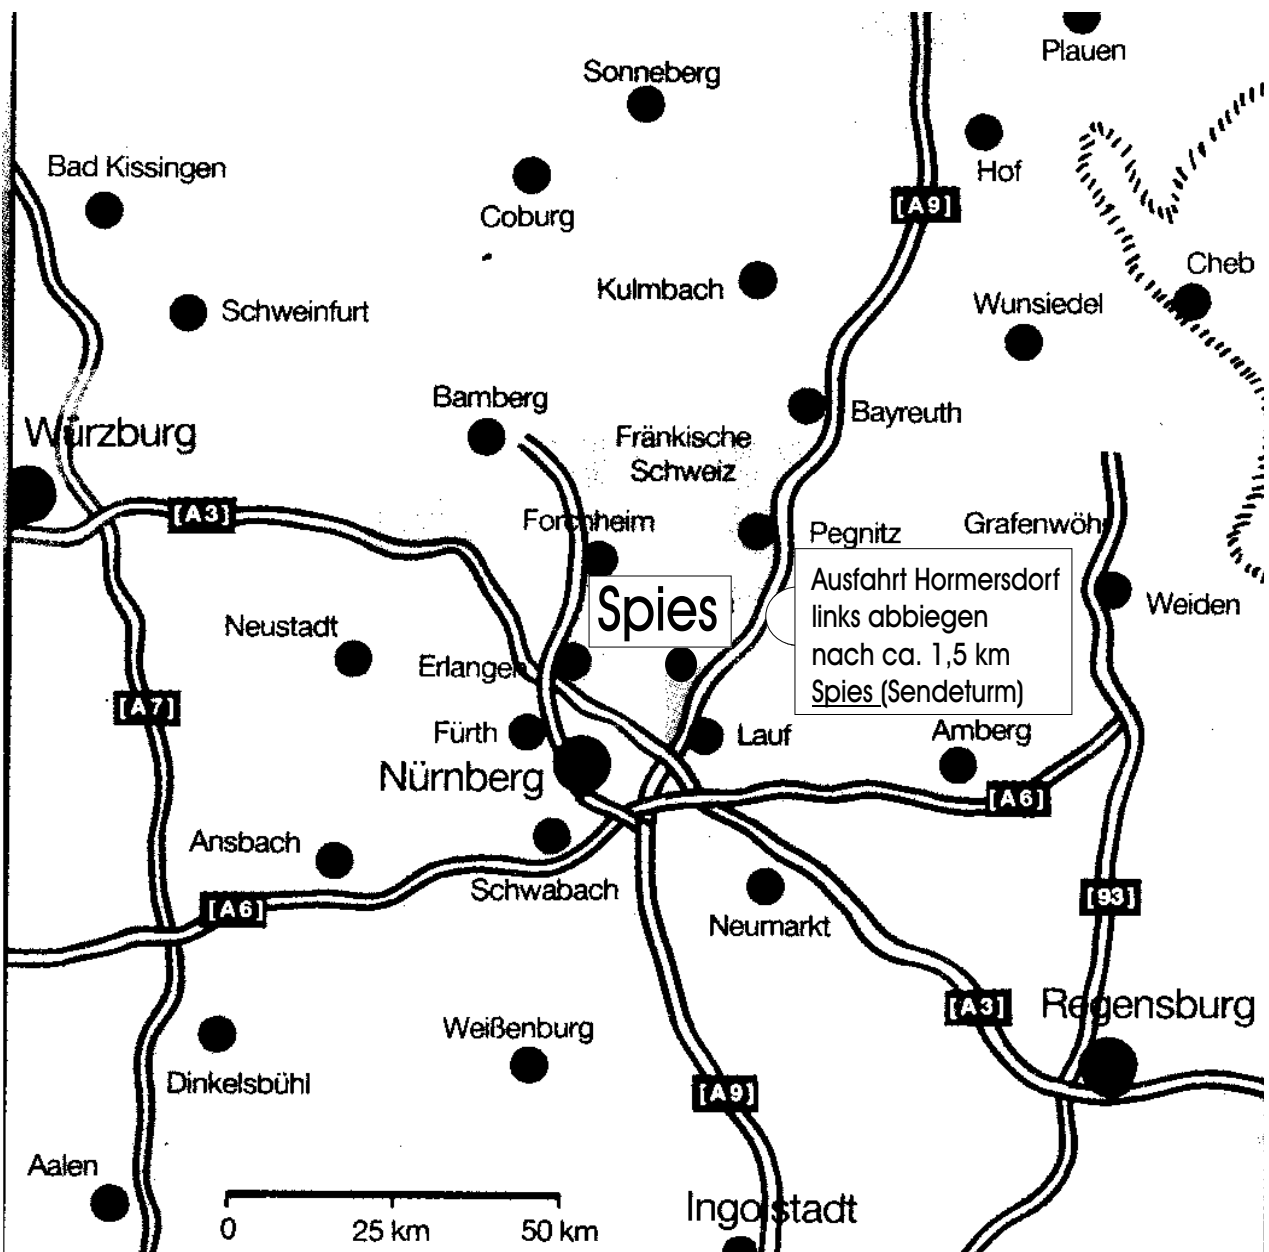 Plauen
Sonneberg
Hof
Bad Kissingen
Coburg
[A9]
Cheb
Kulmbach
Wunsiedel
Schweinfurt
Bamberg
Bayreuth
Würzburg
Fränkische
Schweiz
[A3]
Forchheim
Pegnitz
Grafenwöhr
Spies
Ausfahrt Hormersdorf
links abbiegen
nach ca. 1,5 km
Spies (Sendeturm)
Weiden
Neustadt
Erlangen
[A7]
Fürth
Lauf
Amberg
Nürnberg
[A6]
Ansbach
Schwabach
[A6]
[93]
Neumarkt
[A3]
Regensburg
Weißenburg
Dinkelsbühl
[A9]
Aalen
Ingolstadt
0 25 km 50 km